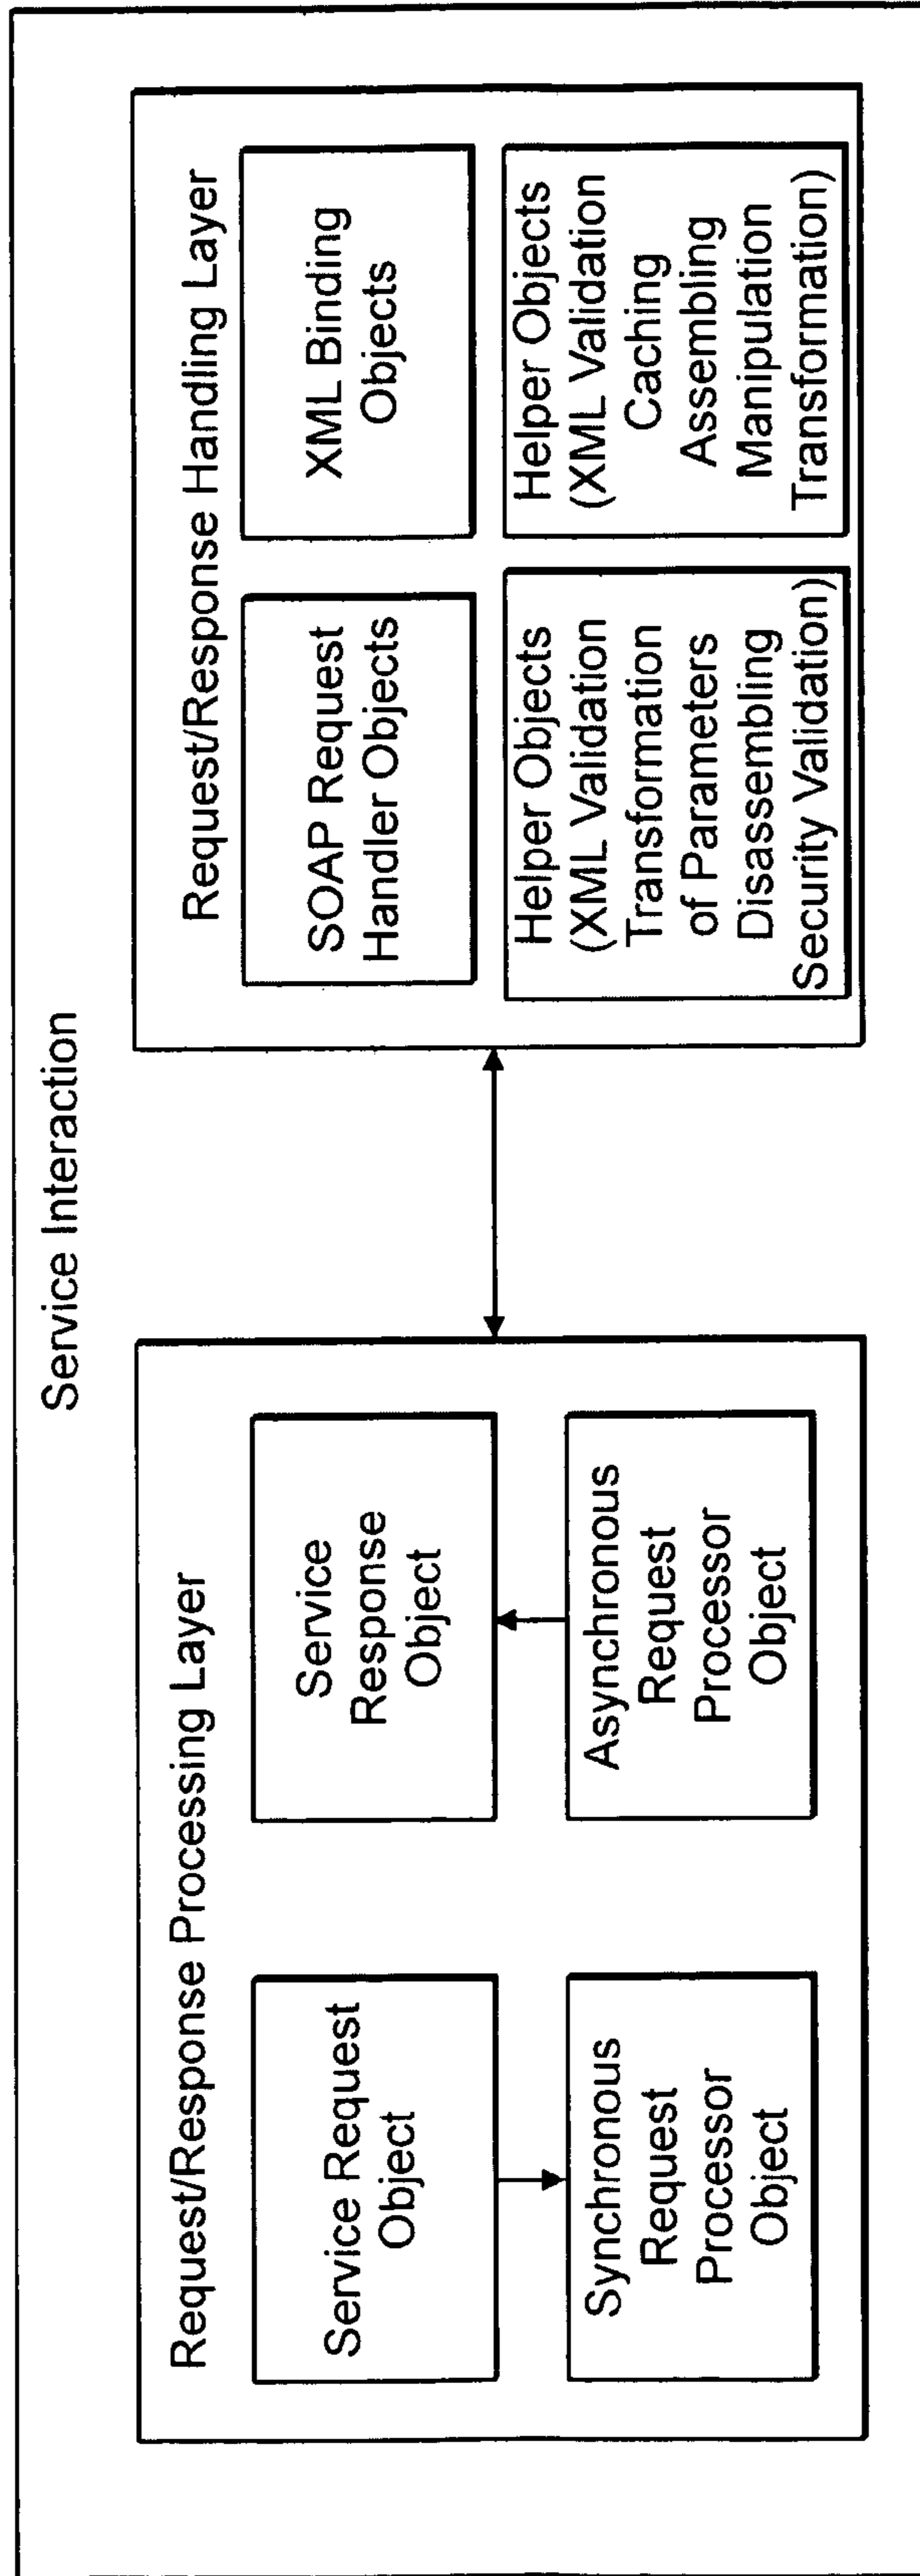 Service Interaction
Request/Response Processing Layer
Service Request
Object
Service
Response
Object
Synchronous
Request
Processor
Object
Asynchronous
Request
Processor
Object
Request/Response Handling Layer
SOAP Request
Handler Objects
XML Binding
Objects
Helper Objects
(XML Validation
Transformation
of Parameters
Disassembling
Security Validation)
Helper Objects
(XML Validation
Caching
Assembling
Manipulation
Transformation)